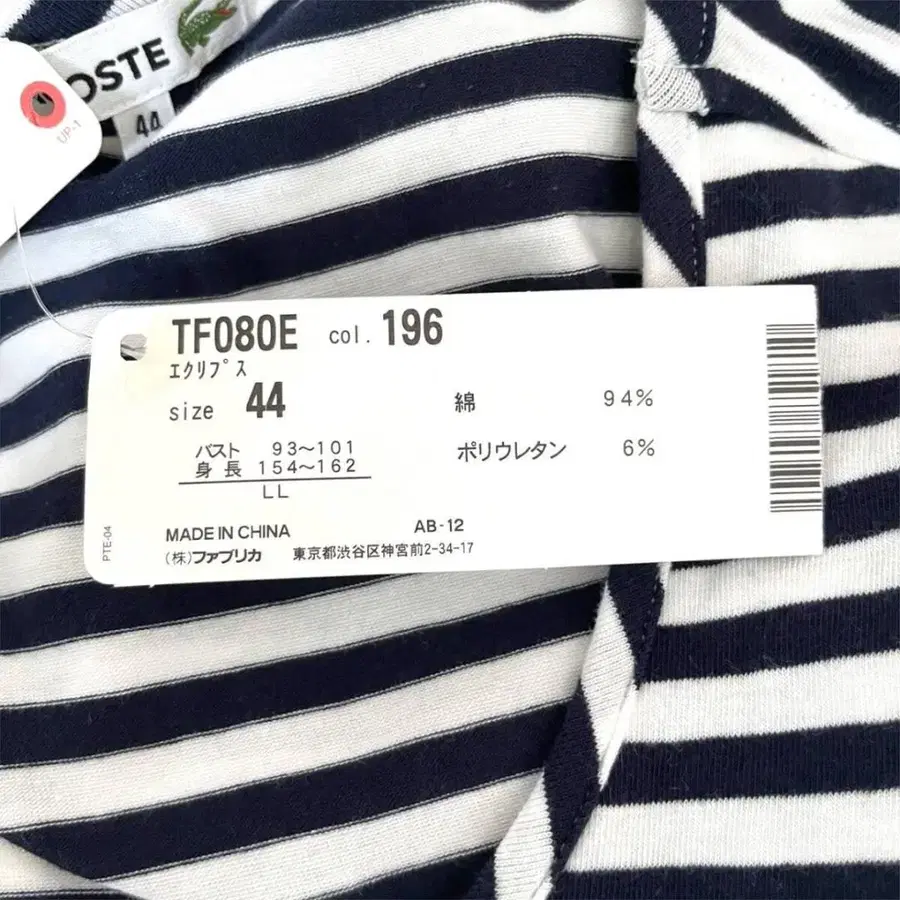 OSTE
44
UP-1
TF080E col. 196
ｴｸﾘﾌﾟｽ
size 44
綿 94%
バスト 93〜101
ポリウレタン 6%
身長 154〜162
LL
MADE IN CHINA AB-12
(株)ファブリカ 東京都渋谷区神宮前2-34-17
PTE-04